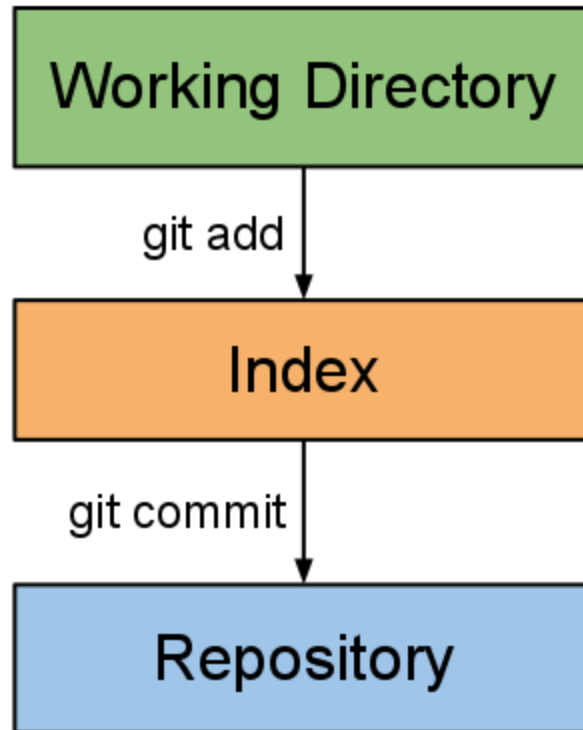 Working Directory
git add
Index
git commit
Repository